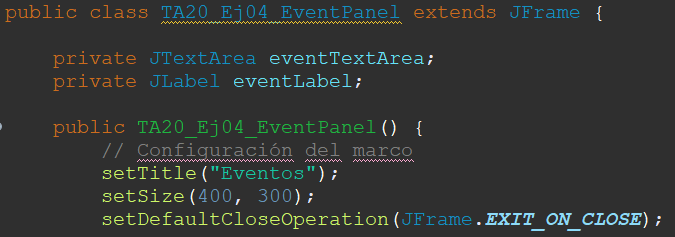 public class TA20_Ej04_EventPanel extends JFrame {
private JTextArea eventTextArea;
private JLabel eventLabel;
public TA20_Ej04_EventPanel() {
// Configuración del marco
setTitle("Eventos");
setSize(400, 300);
setDefaultCloseOperation(JFrame.EXIT_ON_CLOSE);